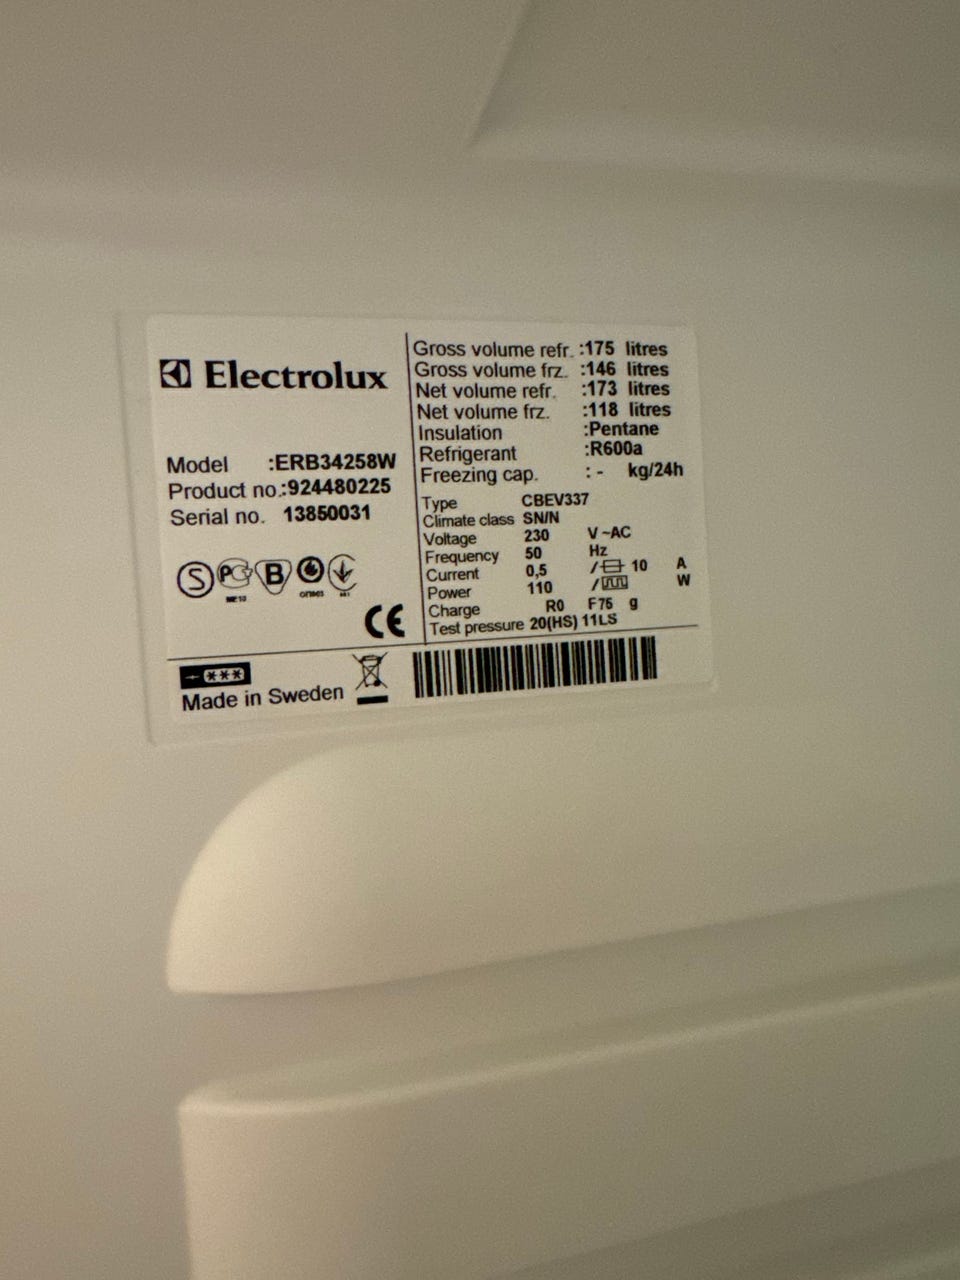 Electrolux
Model :ERB34258W
Product no.:924480225
Serial no. 13850031
Gross volume refr. :175 litres
Gross volume frz. :146 litres
Net volume refr. :173 litres
Net volume frz. :118 litres
Insulation :Pentane
Refrigerant :R600a
Freezing cap. : - kg/24h
Type CBEV337
Climate class SN/N
Voltage 230 V ~AC
Frequency 50 Hz
Current 0,5 / 10 A
Power 110 / W
Charge R0 F76 g
Test pressure 20(HS) 11LS
S PC B
CE
***
Made in Sweden